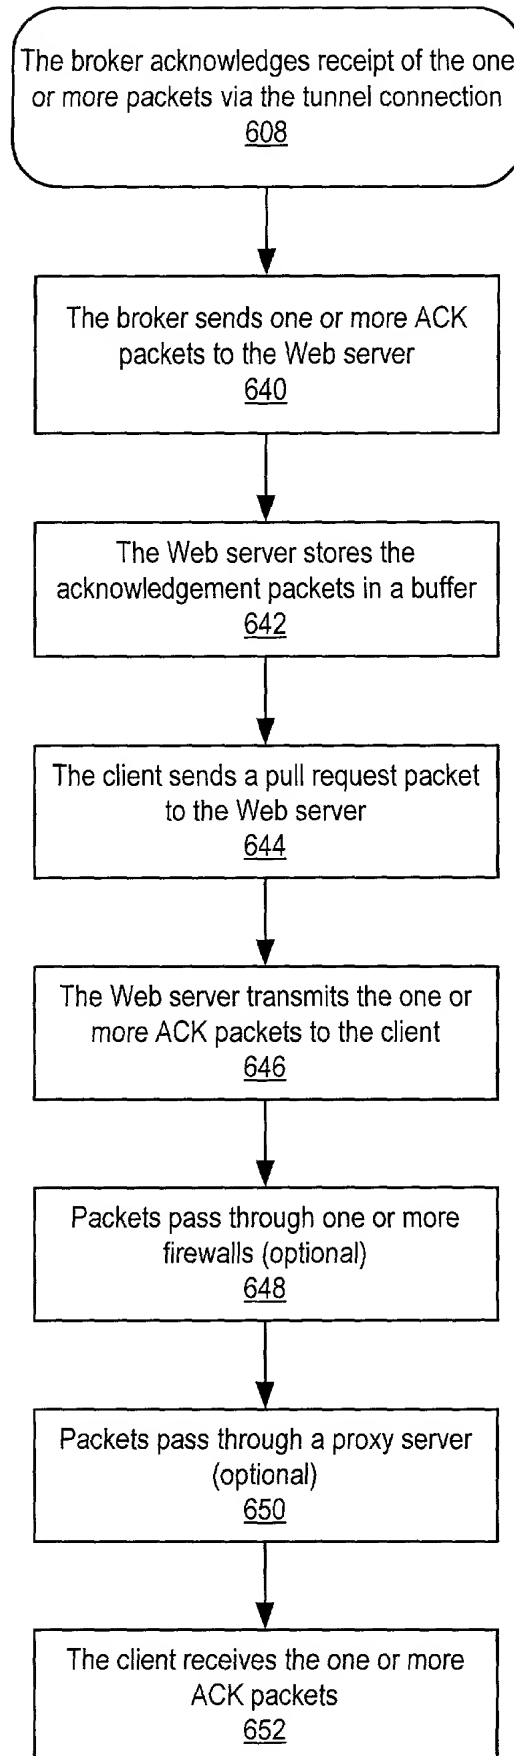 The broker acknowledges receipt of the one
or more packets via the tunnel connection
608
The broker sends one or more ACK
packets to the Web server
640
The Web server stores the
acknowledgement packets in a buffer
642
The client sends a pull request packet
to the Web server
644
The Web server transmits the one or
more ACK packets to the client
646
Packets pass through one or more
firewalls (optional)
648
Packets pass through a proxy server
(optional)
650
The client receives the one or more
ACK packets
652